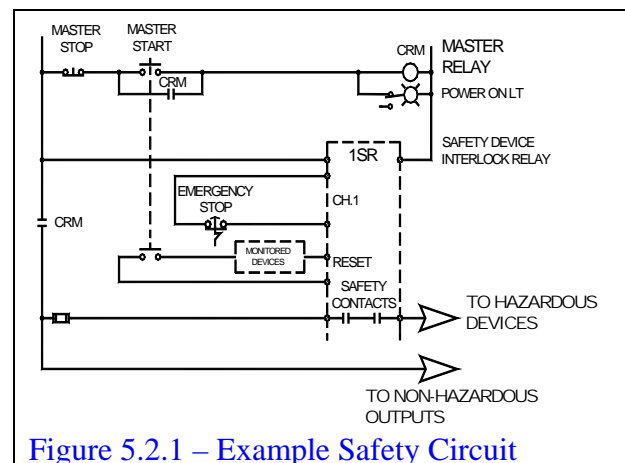 MASTER
STOP
MASTER
START
CRM
MASTER
RELAY
CRM
POWER ON LT
1SR
SAFETY DEVICE
INTERLOCK RELAY
EMERGENCY
STOP
CH.1
CRM
MONITORED
DEVICES
RESET
SAFETY
CONTACTS
TO HAZARDOUS
DEVICES
TO NON-HAZARDOUS
OUTPUTS
Figure 5.2.1 – Example Safety Circuit